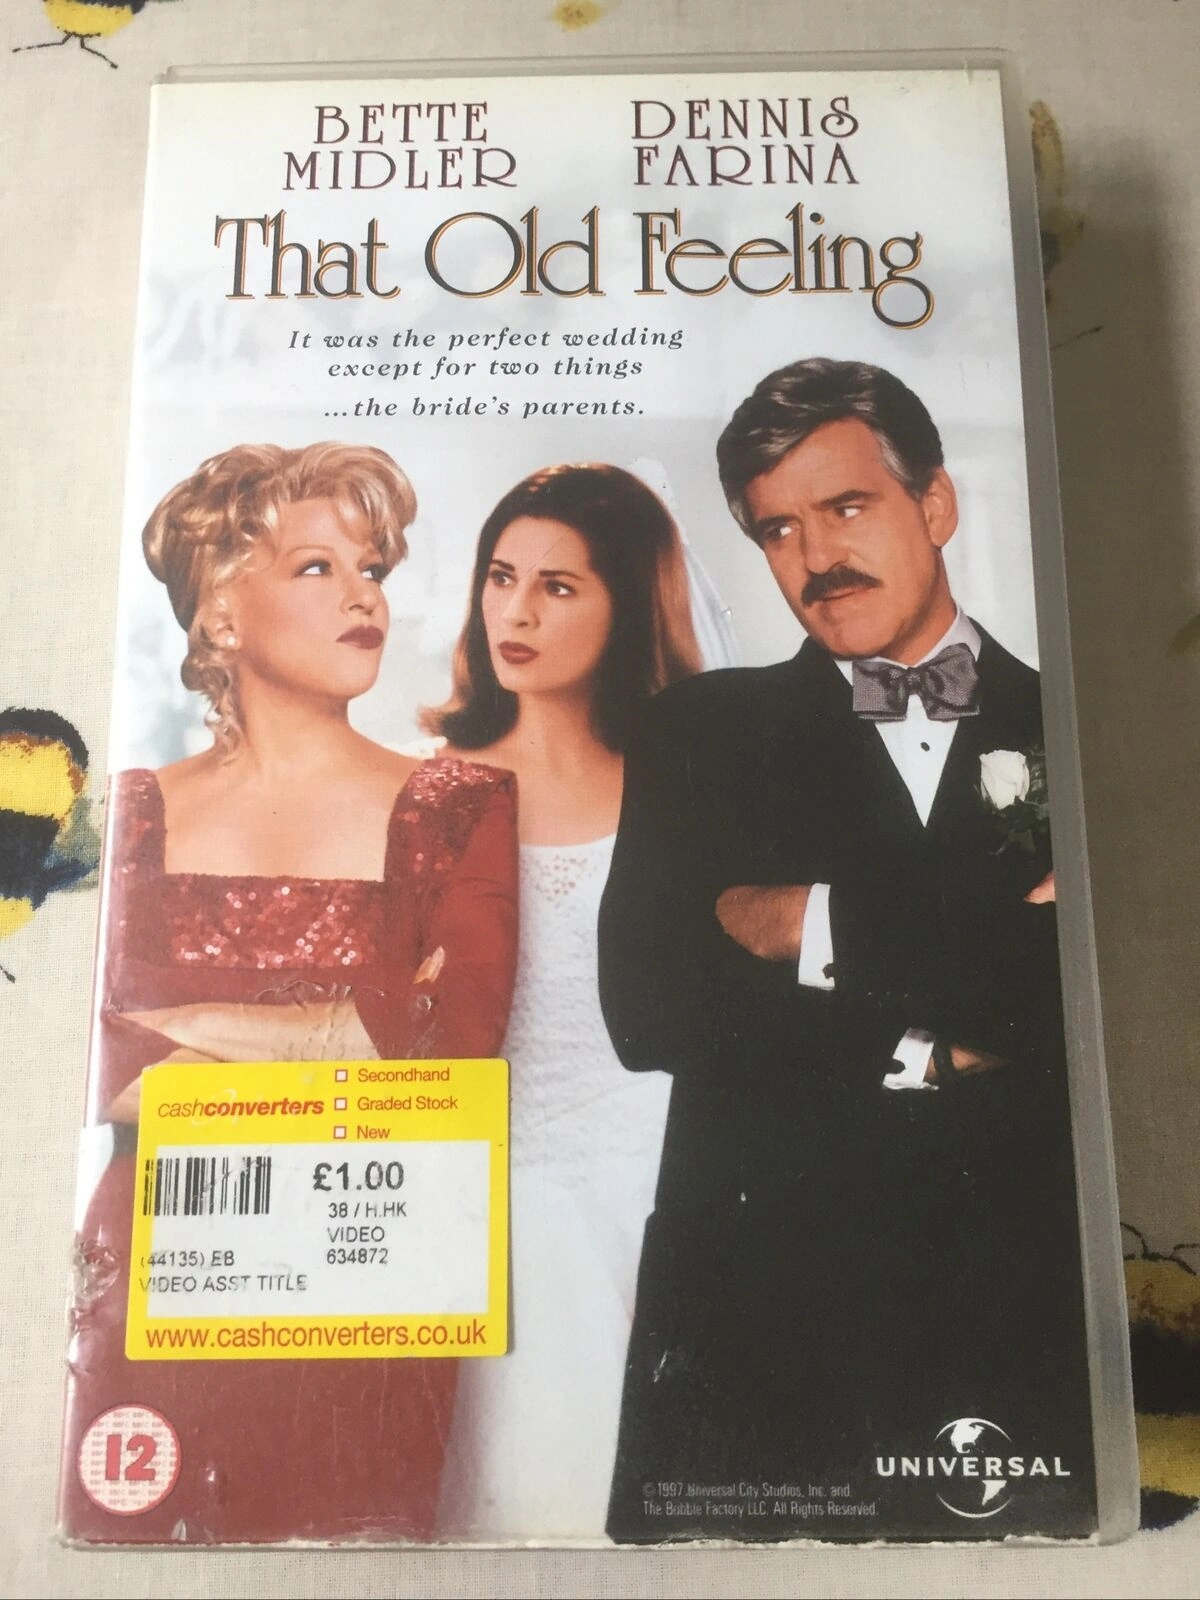 BETTE
MIDLER
DENNIS
FARINA
That Old Feeling
It was the perfect wedding
except for two things
...the bride's parents.
Secondhand
cashconverters
Graded Stock
New
£1.00
38 / H.HK
VIDEO
(44135) EB
634872
VIDEO ASST TITLE
www.cashconverters.co.uk
12
UNIVERSAL
©1997 Universal City Studios, Inc. and
The Bubble Factory LLC. All Rights Reserved.